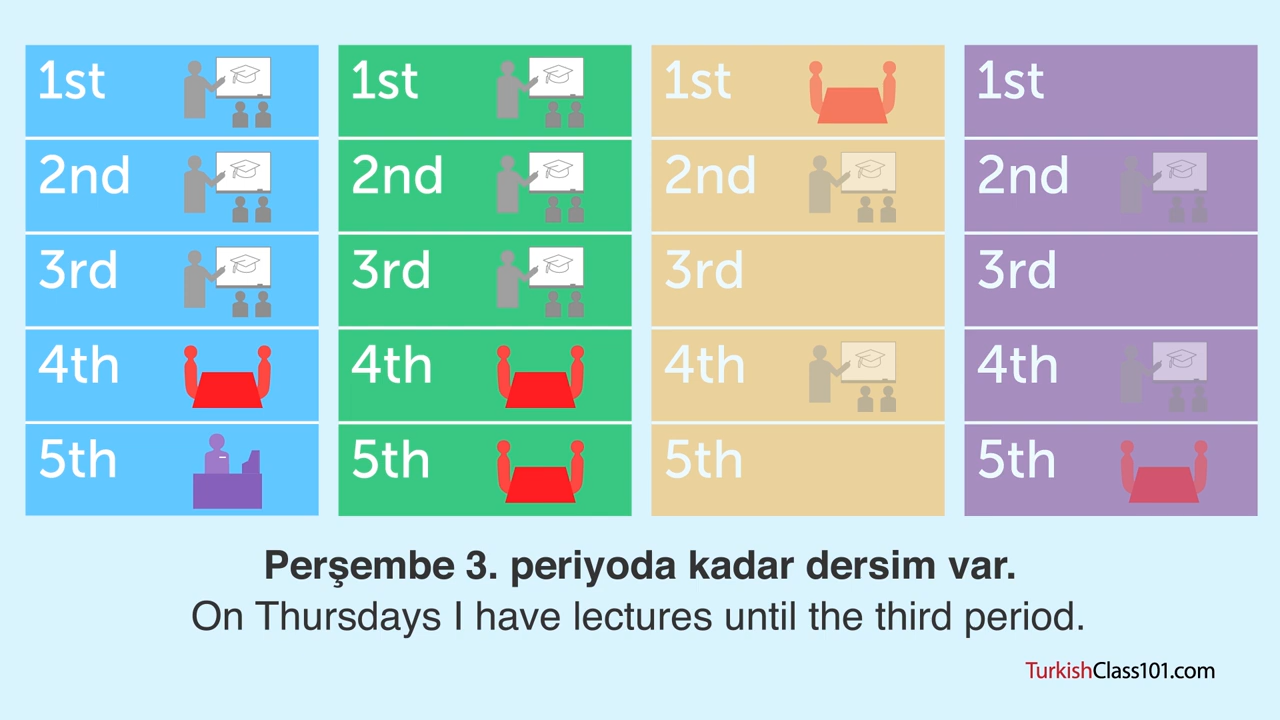 1st
2nd
3rd
4th
5th
1st
2nd
3rd
4th
5th
1st
2nd
3rd
4th
5th
1st
2nd
3rd
4th
5th
Perşembe 3. periyoda kadar dersim var.
On Thursdays I have lectures until the third period.
TurkishClass101.com